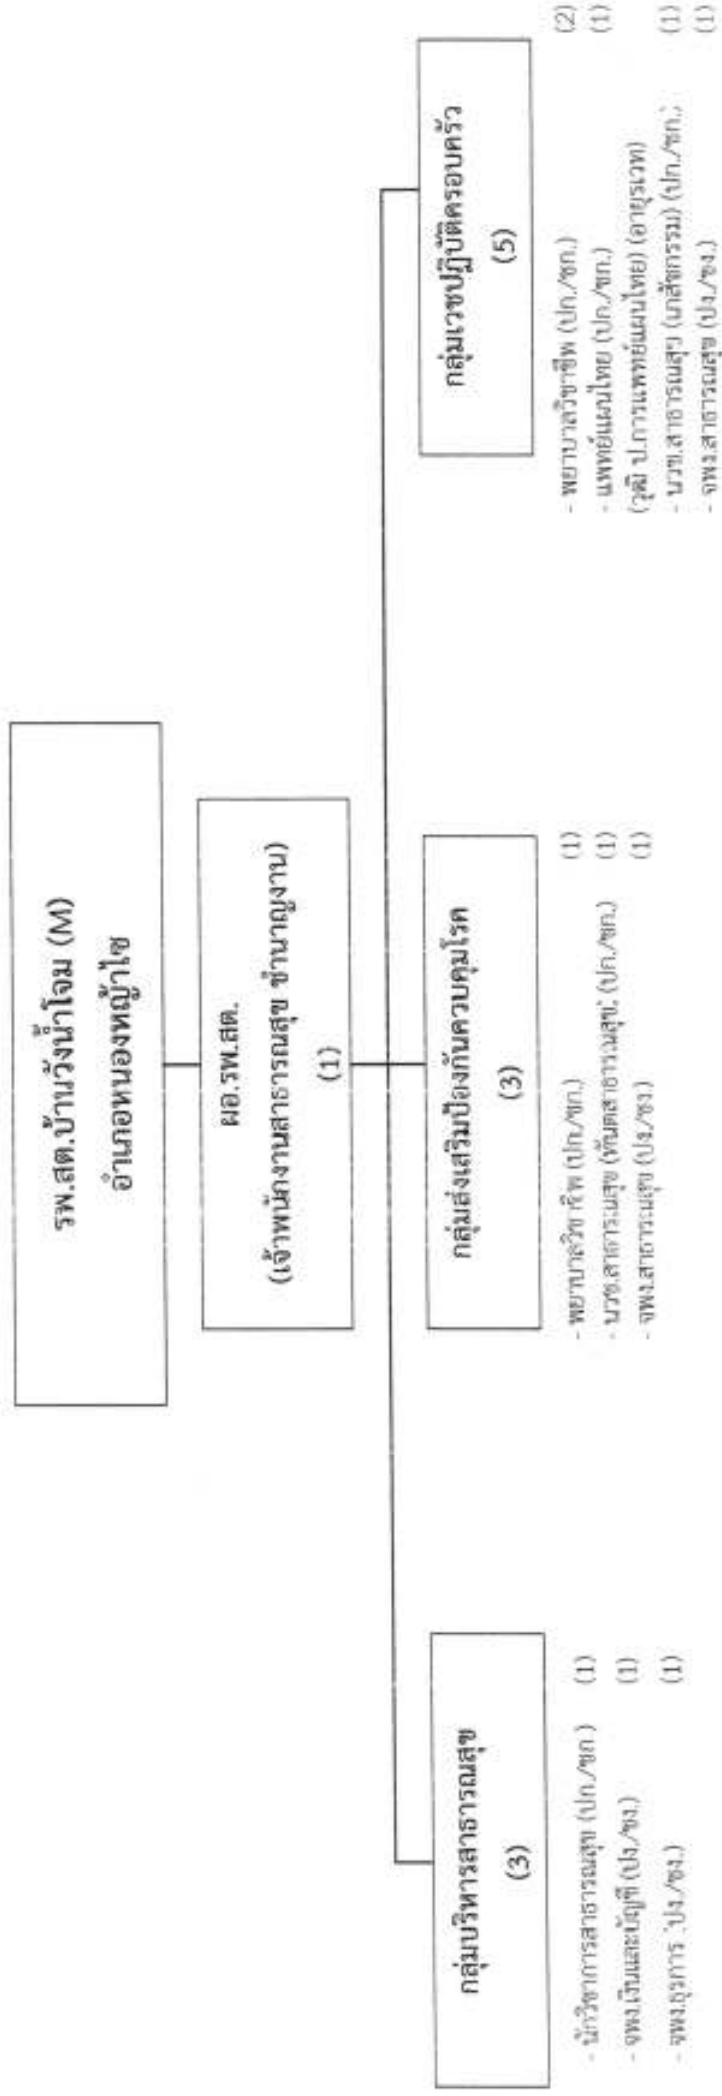 รพ.สต.บ้านวังน้ำโจม (M)
อำเภอหนองหญ้าไซ
ผอ.รพ.สต.
(เจ้าพนักงานสาธารณสุข ชำนาญงาน)
(1)
กลุ่มบริหารสาธารณสุข
(3)
- นักวิชาการสาธารณสุข (ปก./ชก.) (1)
- จพง.เงินและบัญชี (ปง./ชง.) (1)
- จพง.ธุรการ (ปง./ชง.) (1)
กลุ่มส่งเสริมป้องกันควบคุมโรค
(3)
- พยาบาลวิชาชีพ (ปก./ชก.) (1)
- นวช.สาธารณสุข (ทันตสาธารณสุข) (ปก./ชก.) (1)
- จพง.สาธารณสุข (ปง./ชง.) (1)
กลุ่มเวชปฏิบัติครอบครัว
(5)
- พยาบาลวิชาชีพ (ปก./ชก.) (2)
- แพทย์แผนไทย (ปก./ชก.) (1)
(วุฒิ ป.การแพทย์แผนไทย) (อายุรเวท)
- นวช.สาธารณสุข (เภสัชกรรม) (ปก./ชก.) (1)
- จพง.สาธารณสุข (ปง./ชง.) (1)